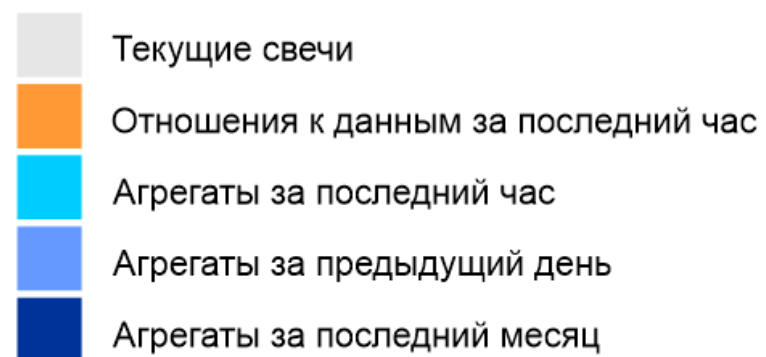 Текущие свечи
Отношения к данным за последний час
Агрегаты за последний час
Агрегаты за предыдущий день
Агрегаты за последний месяц